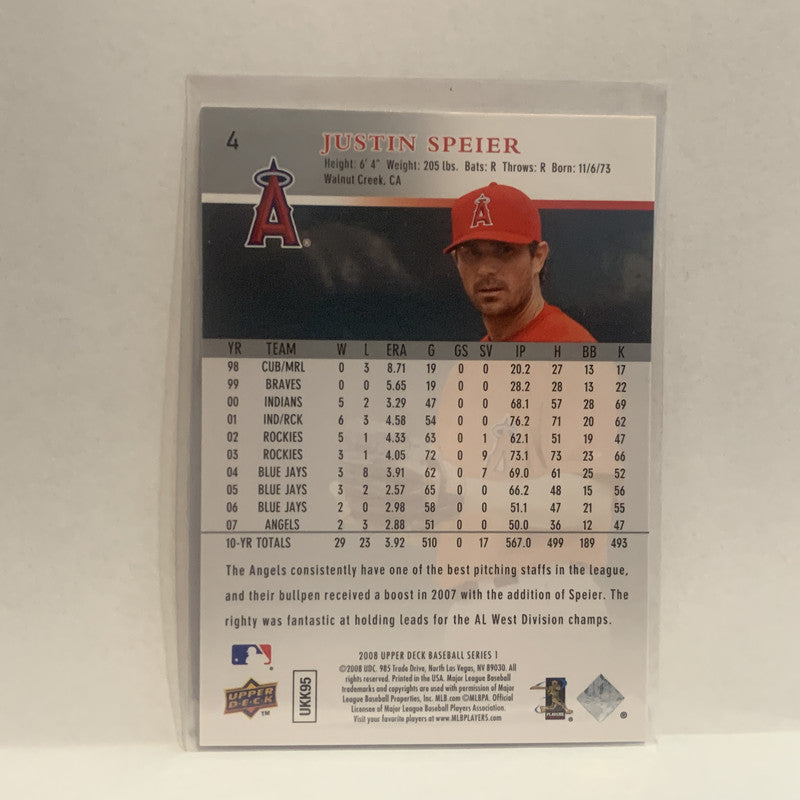 4
JUSTIN SPEIER
Height: 6' 4" Weight: 205 lbs. Bats: R Throws: R Born: 11/6/73
Walnut Creek, CA
A
®
A
YR TEAM W L ERA G GS SV IP H BB K
98 CUB/MRL 0 3 8.71 19 0 0 20.2 27 13 17
99 BRAVES 0 0 5.65 19 0 0 28.2 28 13 22
00 INDIANS 5 2 3.29 47 0 0 68.1 57 28 69
01 IND/RCK 6 3 4.58 54 0 0 76.2 71 20 62
02 ROCKIES 5 1 4.33 63 0 1 62.1 51 19 47
03 ROCKIES 3 1 4.05 72 0 9 73.1 73 23 66
04 BLUE JAYS 3 8 3.91 62 0 7 69.0 61 25 52
05 BLUE JAYS 3 2 2.57 65 0 0 66.2 48 15 56
06 BLUE JAYS 2 0 2.98 58 0 0 51.1 47 21 55
07 ANGELS 2 3 2.88 51 0 0 50.0 36 12 47
10-YR TOTALS 29 23 3.92 510 0 17 567.0 499 189 493
The Angels consistently have one of the best pitching staffs in the league,
and their bullpen received a boost in 2007 with the addition of Speier. The
righty was fantastic at holding leads for the AL West Division champs.
2008 UPPER DECK BASEBALL SERIES 1
©2008 UDC. 985 Trade Drive, North Las Vegas, NV 89030. All
rights reserved. Printed in the USA. Major League Baseball
trademarks and copyrights are used with permission of Major
League Baseball Properties, Inc. MLB.com ©MLBPA. Official
Licensee of Major League Baseball Players Association.
Visit your favorite players at www.MLBPLAYERS.com
UPPER
DECK
TM
UKK95
PLAYERS
®
®